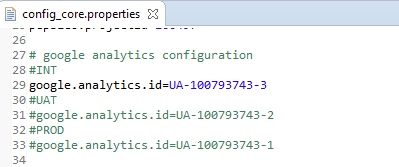 config_core.properties
26
27 # google analytics configuration
28 #INT
29 google.analytics.id=UA-100793743-3
30 #UAT
31 #google.analytics.id=UA-100793743-2
32 #PROD
33 #google.analytics.id=UA-100793743-1
34